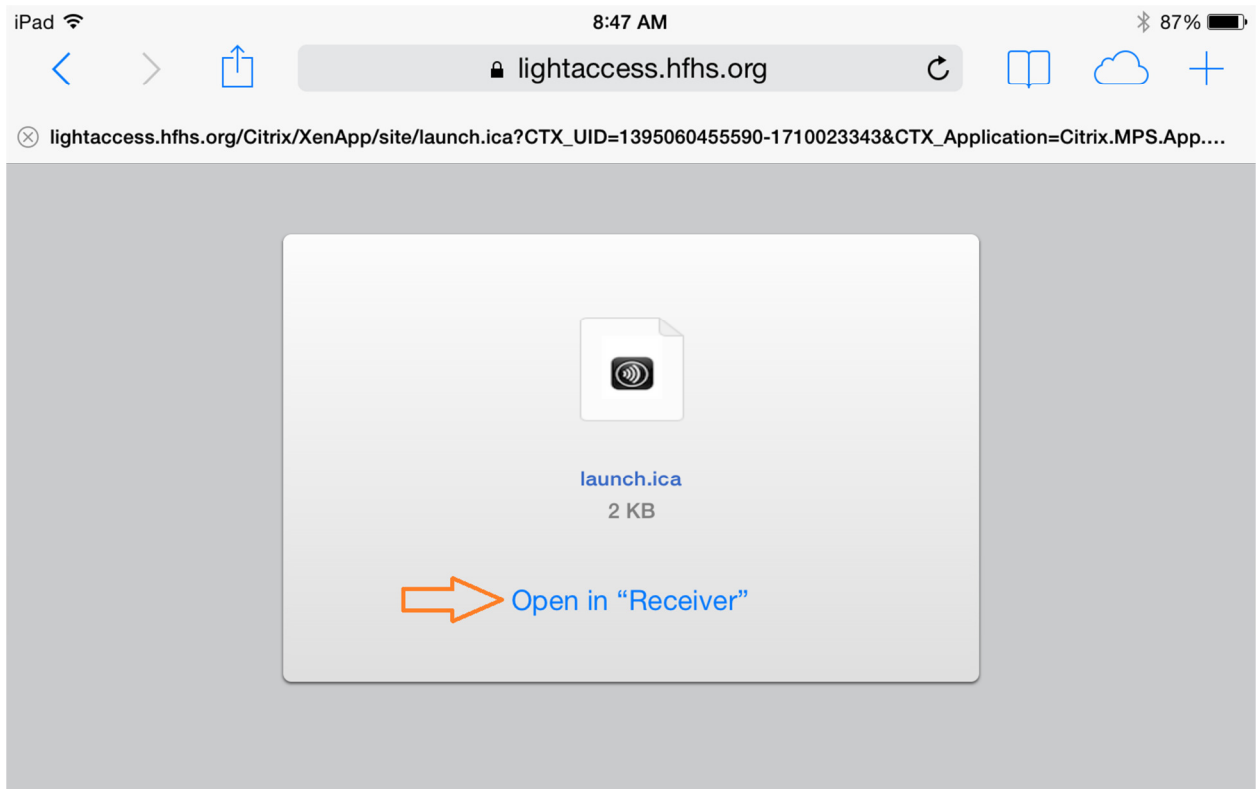 iPad 8:47 AM 87%
lightaccess.hfhs.org
lightaccess.hfhs.org/Citrix/XenApp/site/launch.ica?CTX_UID=1395060455590-1710023343&CTX_Application=Citrix.MPS.App....
launch.ica
2 KB
Open in “Receiver”